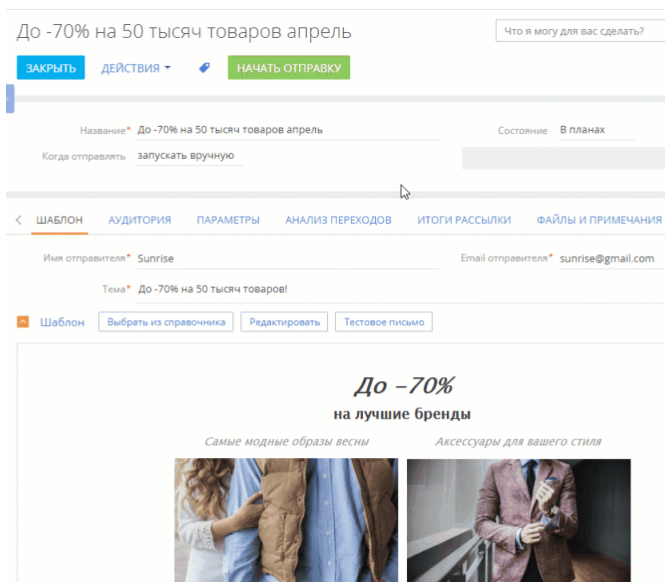 До -70% на 50 тысяч товаров апрель
Что я могу для вас сделать?
ЗАКРЫТЬ ДЕЙСТВИЯ НАЧАТЬ ОТПРАВКУ
Название* До -70% на 50 тысяч товаров апрель Состояние В планах
Когда отправлять запускать вручную
ШАБЛОН АУДИТОРИЯ ПАРАМЕТРЫ АНАЛИЗ ПЕРЕХОДОВ ИТОГИ РАССЫЛКИ ФАЙЛЫ И ПРИМЕЧАНИЯ
Имя отправителя* Sunrise Email отправителя* sunrise@gmail.com
Тема* До -70% на 50 тысяч товаров!
Шаблон Выбрать из справочника Редактировать Тестовое письмо
До –70%
на лучшие бренды
Самые модные образы весны Аксессуары для вашего стиля